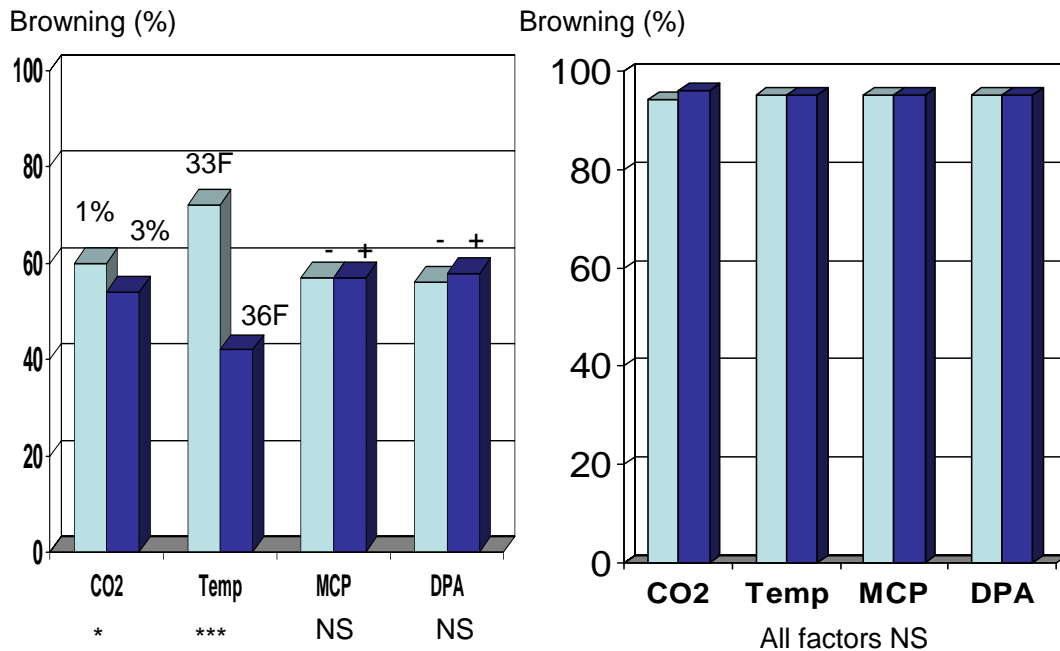 Browning (%)
100
80
60
40
20
0
1%
3%
33F
36F
- +
- +
CO2 Temp MCP DPA
* *** NS NS
Browning (%)
100
80
60
40
20
0
CO2 Temp MCP DPA
All factors NS